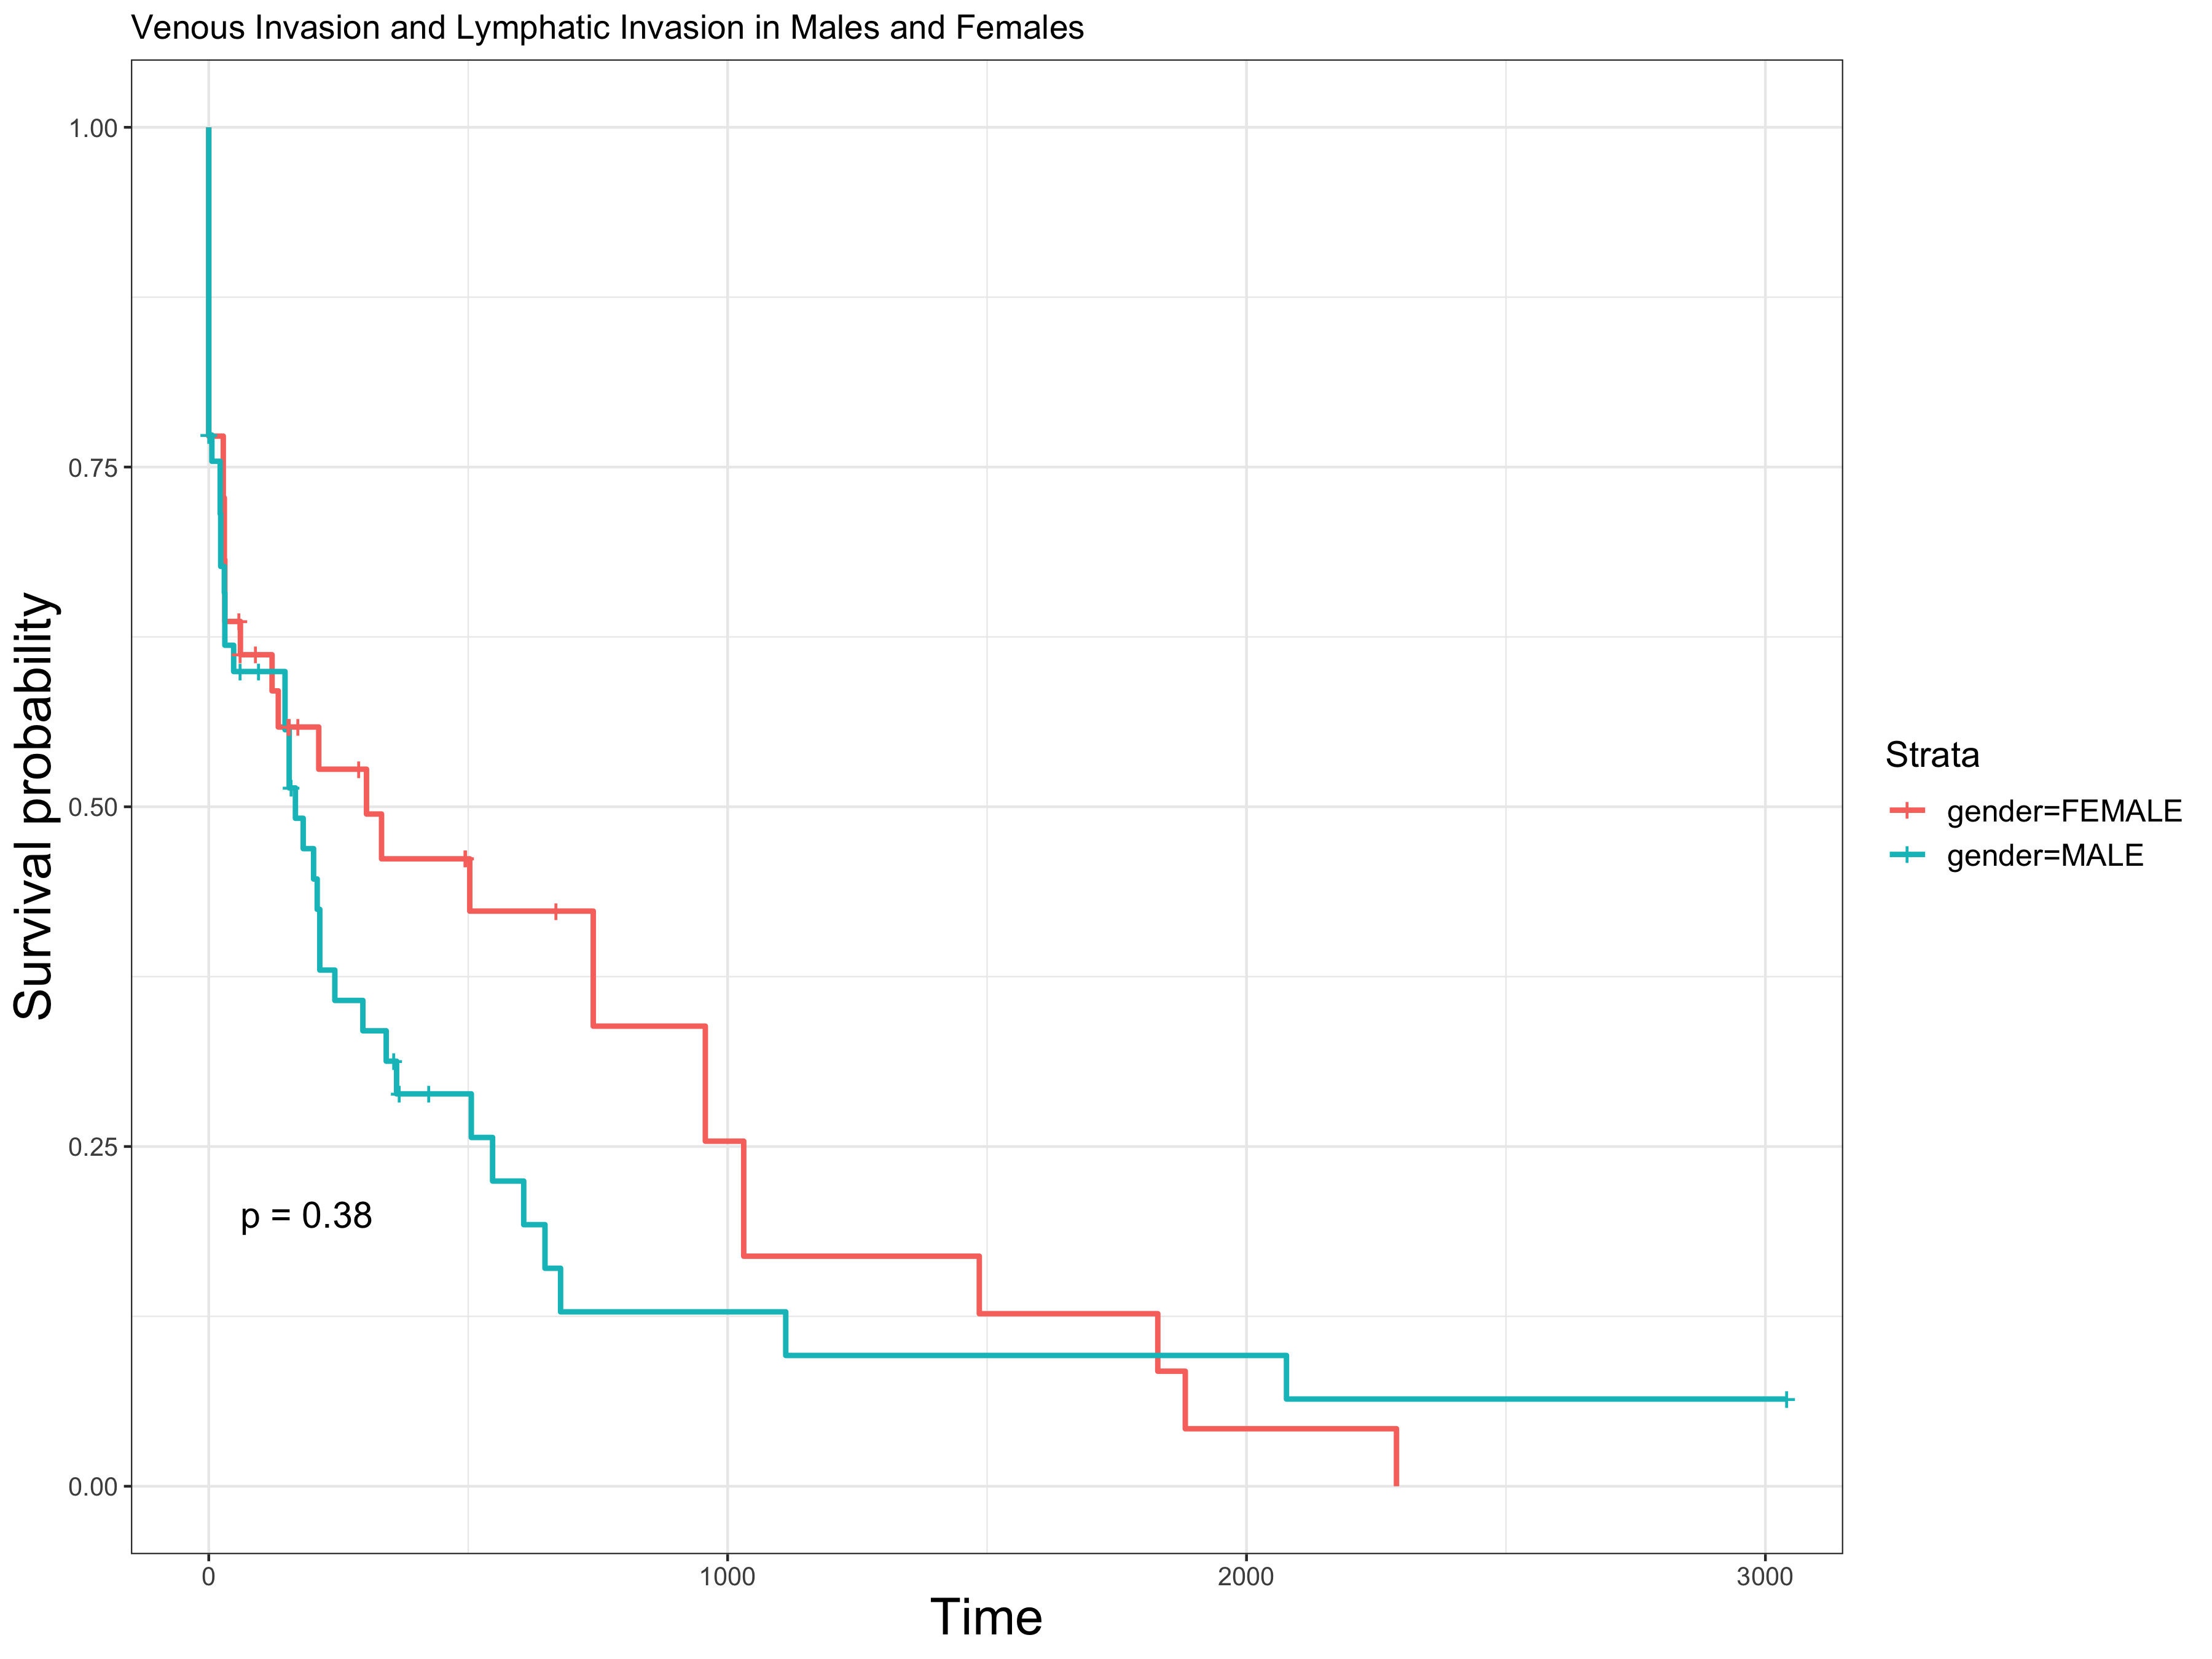 Venous Invasion and Lymphatic Invasion in Males and Females
Survival probability
1.00
0.75
0.50
0.25
0.00
p = 0.38
0 1000 2000 3000
Time
Strata
gender=FEMALE
gender=MALE